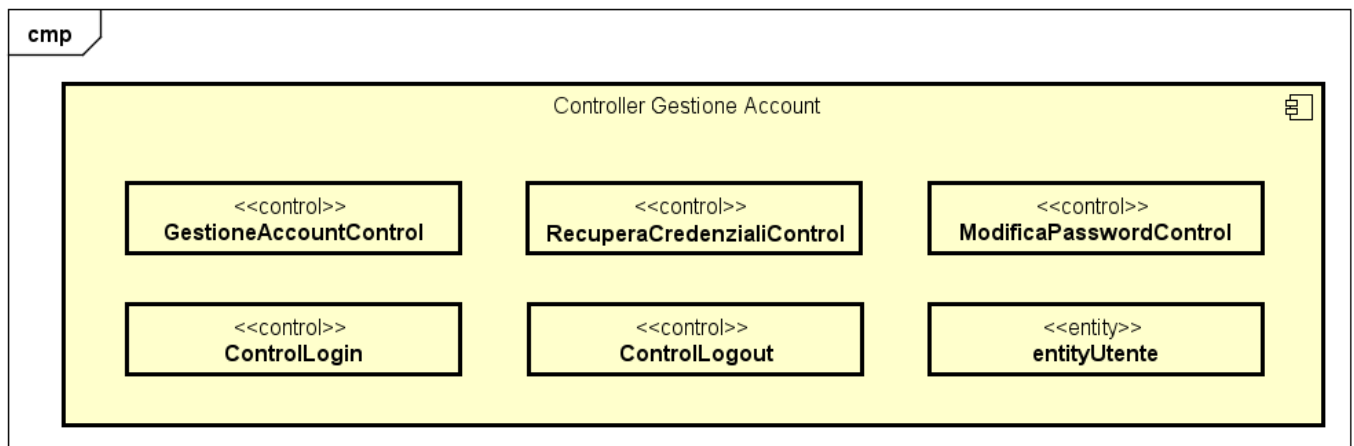 cmp
Controller Gestione Account
<<control>>
GestioneAccountControl
<<control>>
RecuperaCredenzialiControl
<<control>>
ModificaPasswordControl
<<control>>
ControlLogin
<<control>>
ControlLogout
<<entity>>
entityUtente